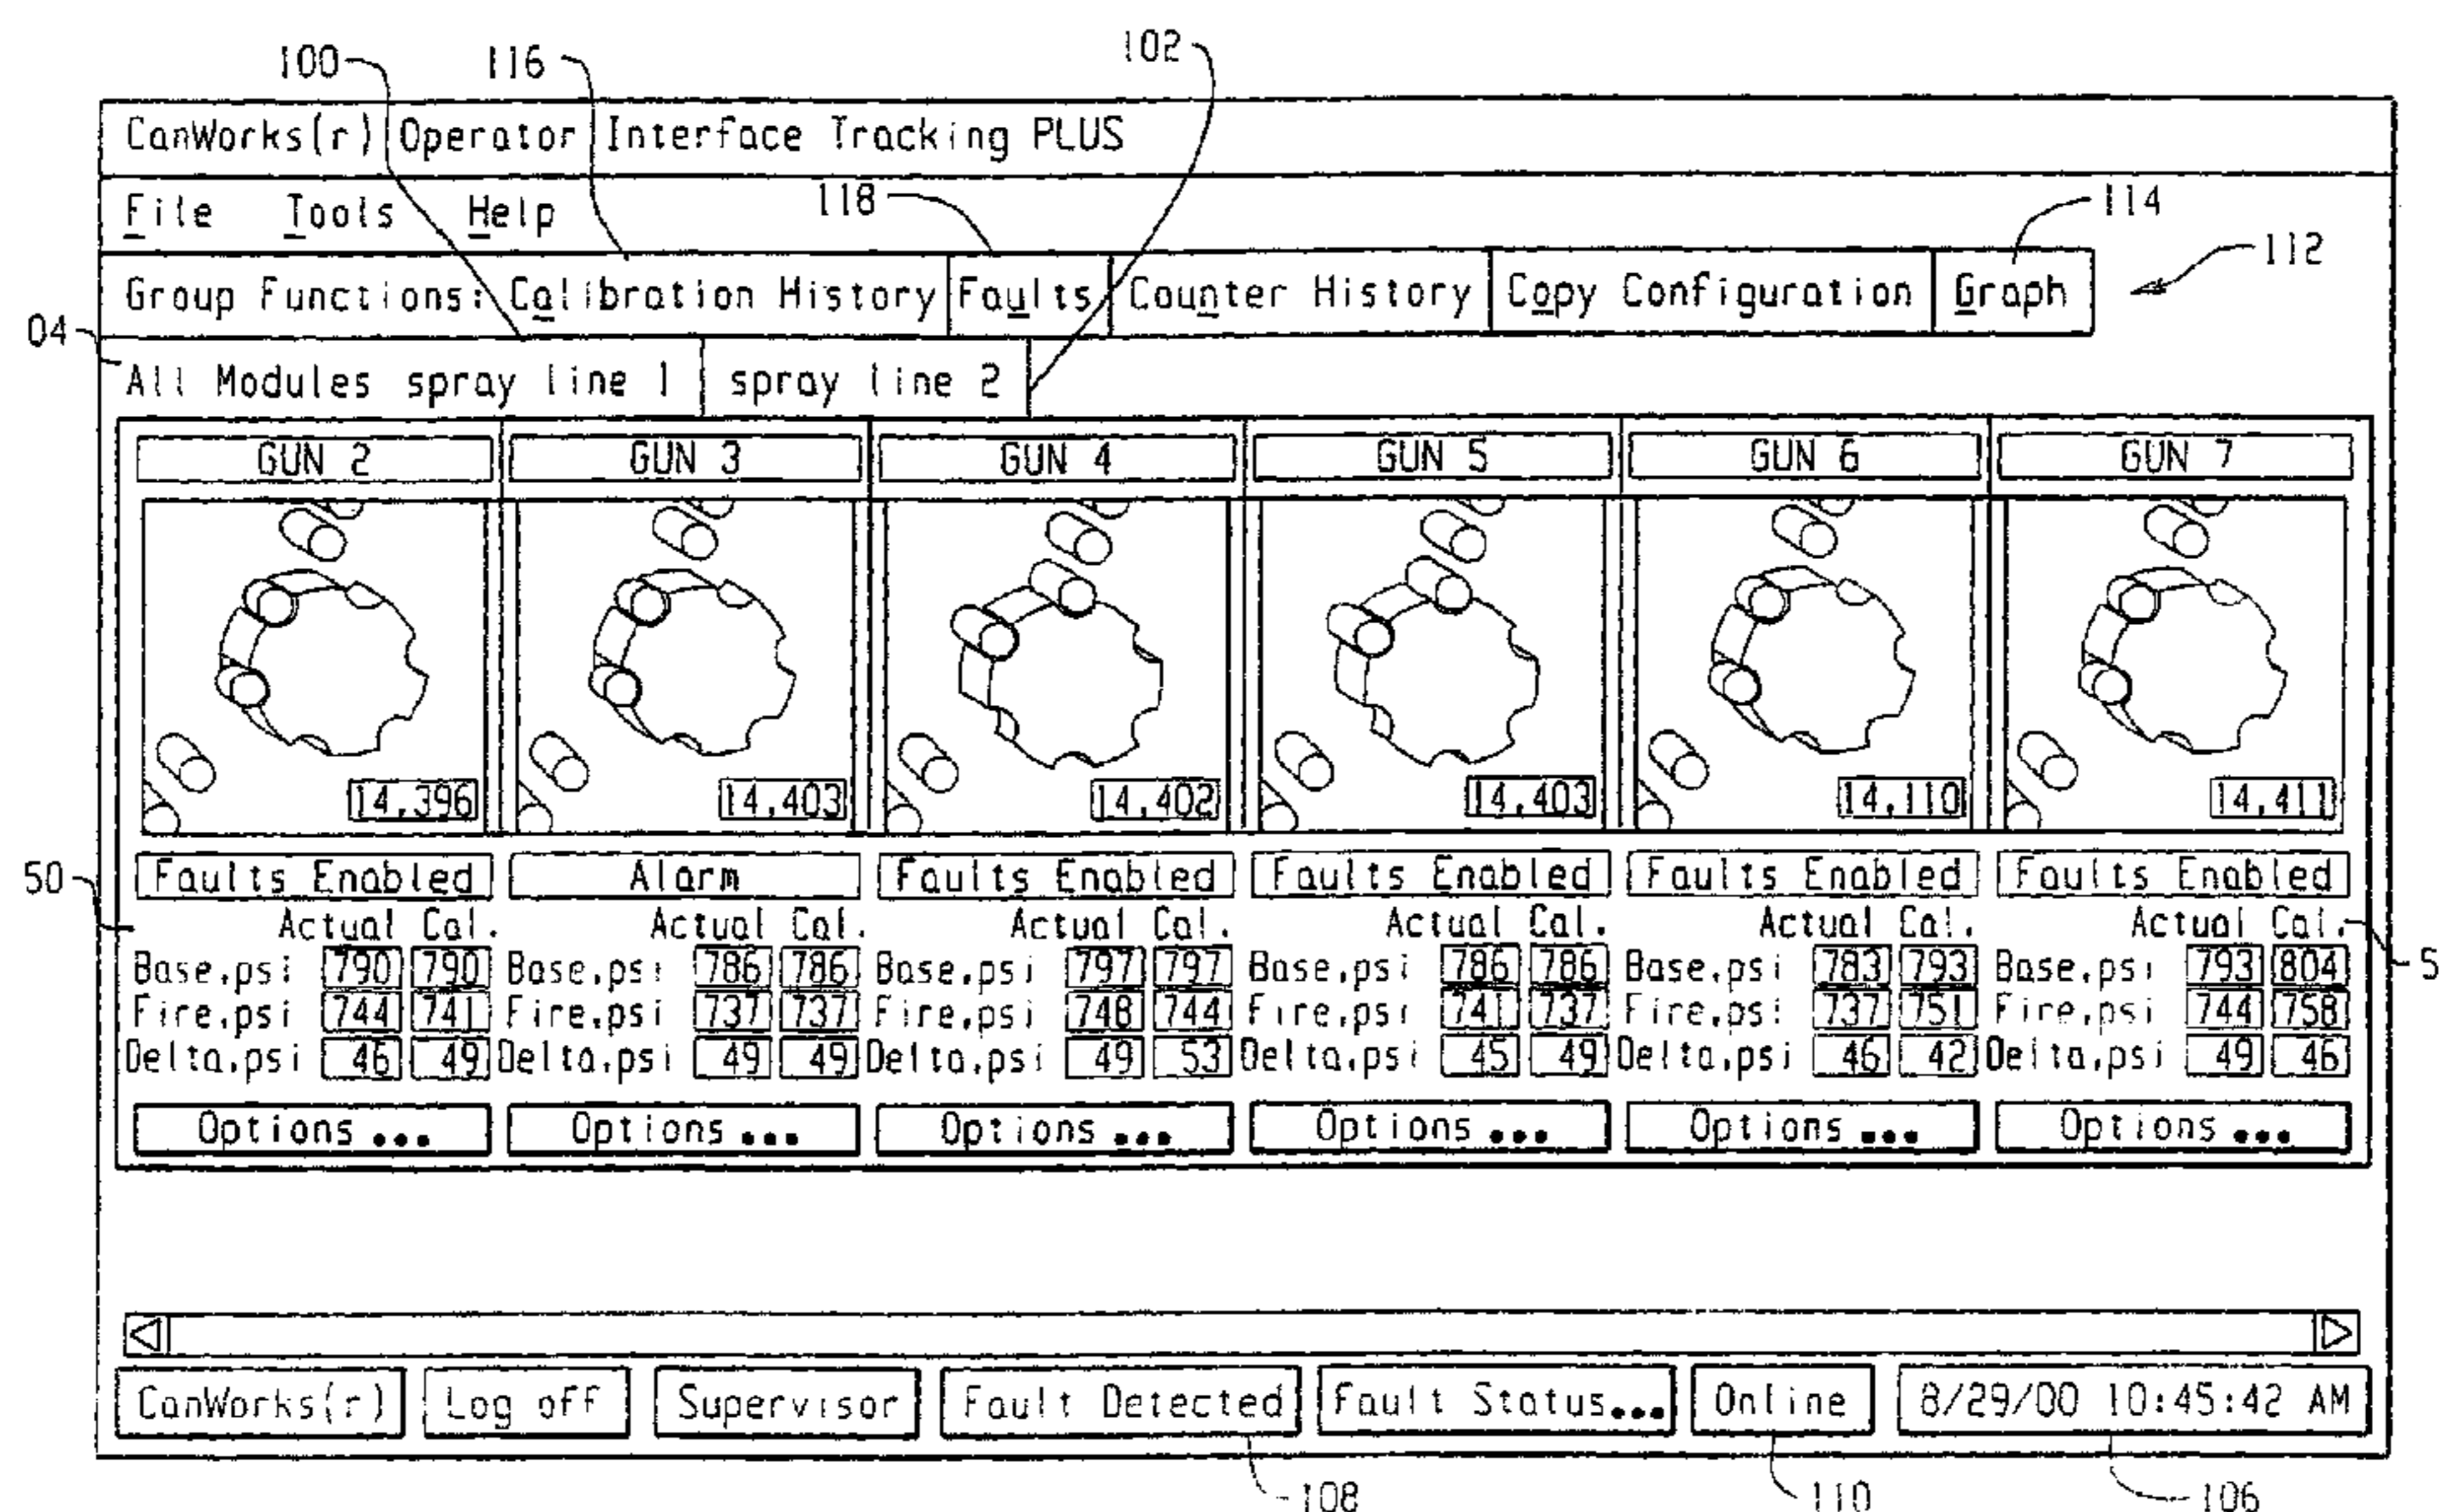 100 116 102
CanWorks(r) Operator Interface Tracking PLUS
File Tools Help 118 114
112
Group Functions: Calibration History Faults Counter History Copy Configuration Graph
04
All Modules spray line 1 spray line 2
GUN 2 GUN 3 GUN 4 GUN 5 GUN 6 GUN 7
14,396 14,403 14,402 14,403 14,110 14,411
50
Faults Enabled Alarm Faults Enabled Faults Enabled Faults Enabled Faults Enabled
Actual Cal. Actual Cal. Actual Cal. Actual Cal. Actual Cal. Actual Cal.
Base,psi 790 790 Base,psi 786 786 Base,psi 797 797 Base,psi 786 786 Base,psi 783 793 Base,psi 793 804 5
Fire,psi 744 741 Fire,psi 737 737 Fire,psi 748 744 Fire,psi 741 737 Fire,psi 737 751 Fire,psi 744 758
Delta,psi 46 49 Delta,psi 49 49 Delta,psi 49 53 Delta,psi 45 49 Delta,psi 46 42 Delta,psi 49 46
Options ... Options ... Options ... Options ... Options ... Options ...
CanWorks(r) Log off Supervisor Fault Detected Fault Status... Online 8/29/00 10:45:42 AM
108 110 106